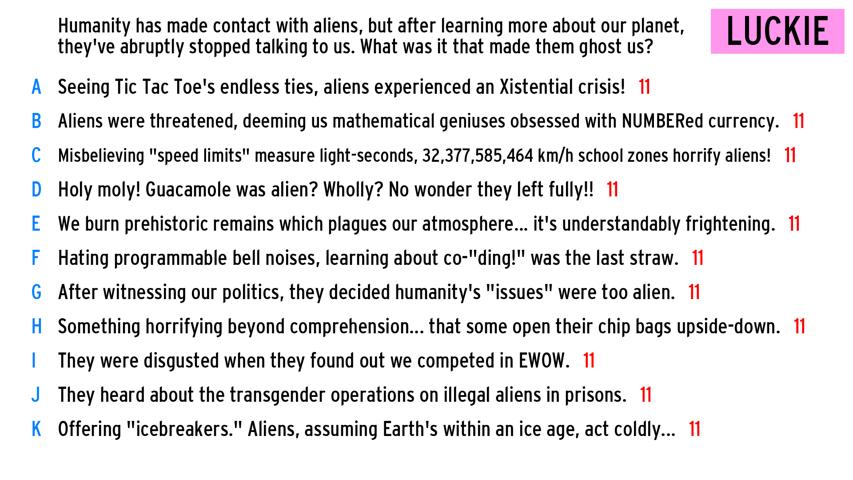 Humanity has made contact with aliens, but after learning more about our planet,
they've abruptly stopped talking to us. What was it that made them ghost us?
LUCKIE
A Seeing Tic Tac Toe's endless ties, aliens experienced an Xistential crisis! 11
B Aliens were threatened, deeming us mathematical geniuses obsessed with NUMBERed currency. 11
C Misbelieving "speed limits" measure light-seconds, 32,377,585,464 km/h school zones horrify aliens! 11
D Holy moly! Guacamole was alien? Wholly? No wonder they left fully!! 11
E We burn prehistoric remains which plagues our atmosphere... it's understandably frightening. 11
F Hating programmable bell noises, learning about co-"ding!" was the last straw. 11
G After witnessing our politics, they decided humanity's "issues" were too alien. 11
H Something horrifying beyond comprehension... that some open their chip bags upside-down. 11
I They were disgusted when they found out we competed in EWOW. 11
J They heard about the transgender operations on illegal aliens in prisons. 11
K Offering "icebreakers." Aliens, assuming Earth's within an ice age, act coldly... 11